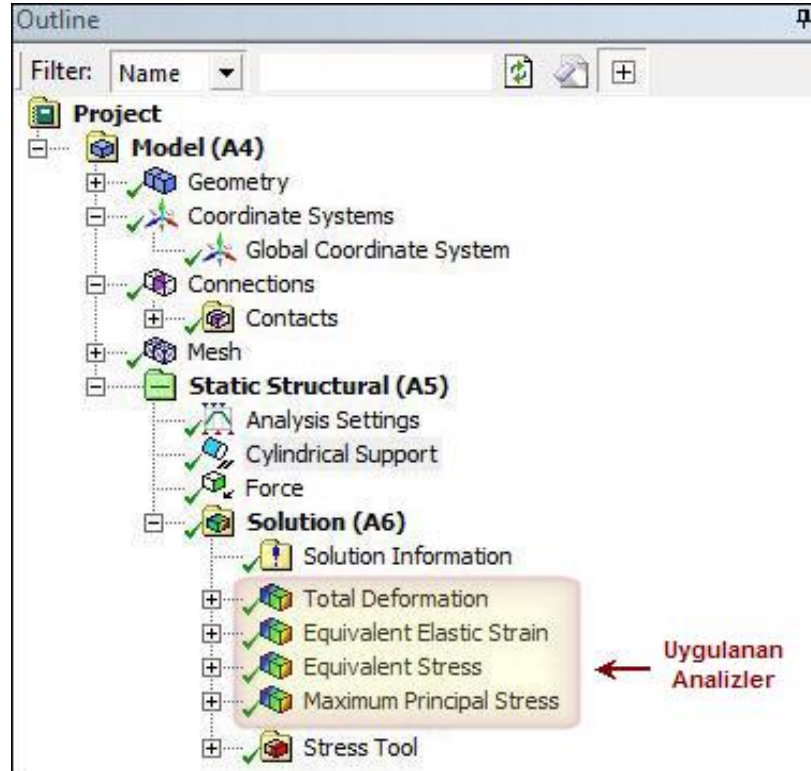 Outline
Filter: Name
Project
Model (A4)
Geometry
Coordinate Systems
Global Coordinate System
Connections
Contacts
Mesh
Static Structural (A5)
Analysis Settings
Cylindrical Support
Force
Solution (A6)
Solution Information
Total Deformation
Equivalent Elastic Strain
Equivalent Stress
Maximum Principal Stress
Uygulanan
Analizler
Stress Tool